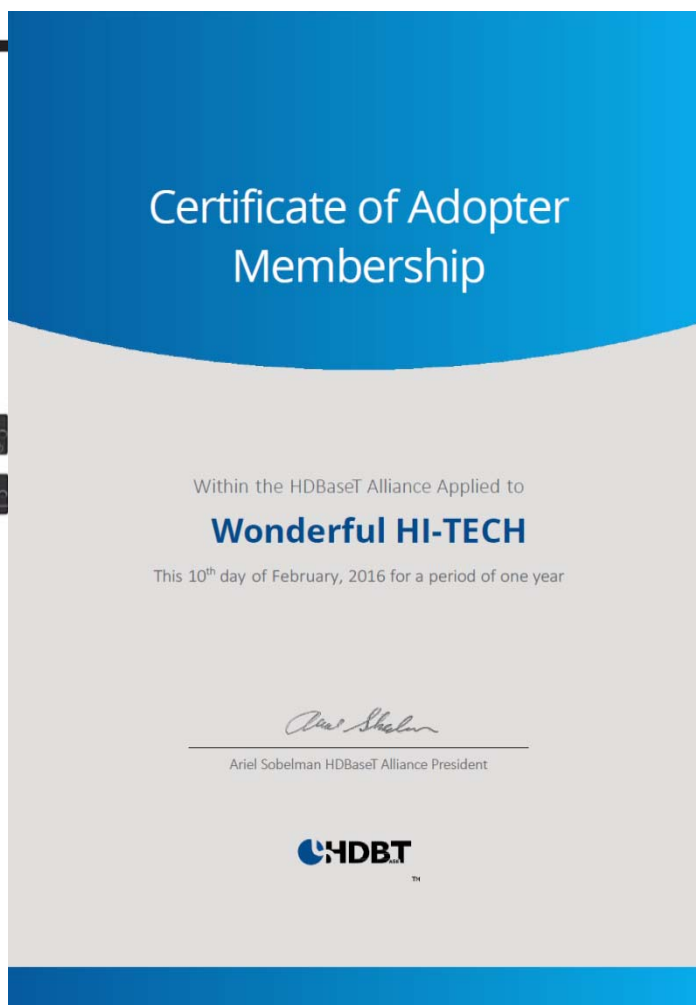 Certificate of Adopter
Membership
Within the HDBaseT Alliance Applied to
Wonderful HI-TECH
This 10th day of February, 2016 for a period of one year
Ariel Sobelman HDBaseT Alliance President
HDBT
TM